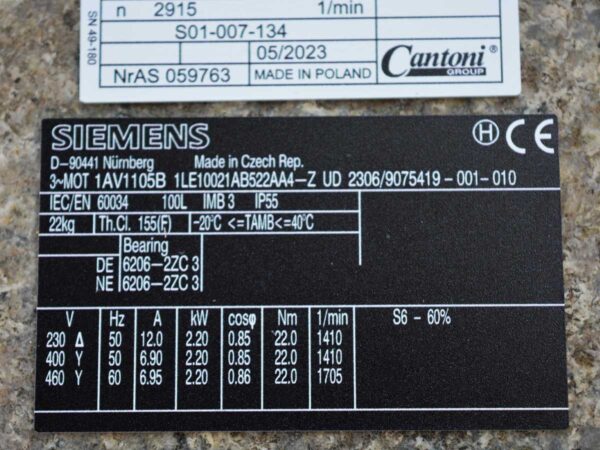 n 2915 1/min
S01-007-134
05/2023
NrAS 059763 MADE IN POLAND
Cantoni ®
GROUP
SN 49-180
SIEMENS
H CE
D-90441 Nürnberg Made in Czech Rep.
3~MOT 1AV1105B 1LE10021AB522AA4-Z UD 2306/9075419-001-010
IEC/EN 60034 100L IMB 3 IP55
22kg Th.Cl. 155(F) -20°C <=TAMB<=40°C
Bearing
DE 6206-2ZC 3
NE 6206-2ZC 3
V Hz A kW cosφ Nm 1/min S6 - 60%
230 Δ 50 12.0 2.20 0.85 22.0 1410
400 Y 50 6.90 2.20 0.85 22.0 1410
460 Y 60 6.95 2.20 0.86 22.0 1705